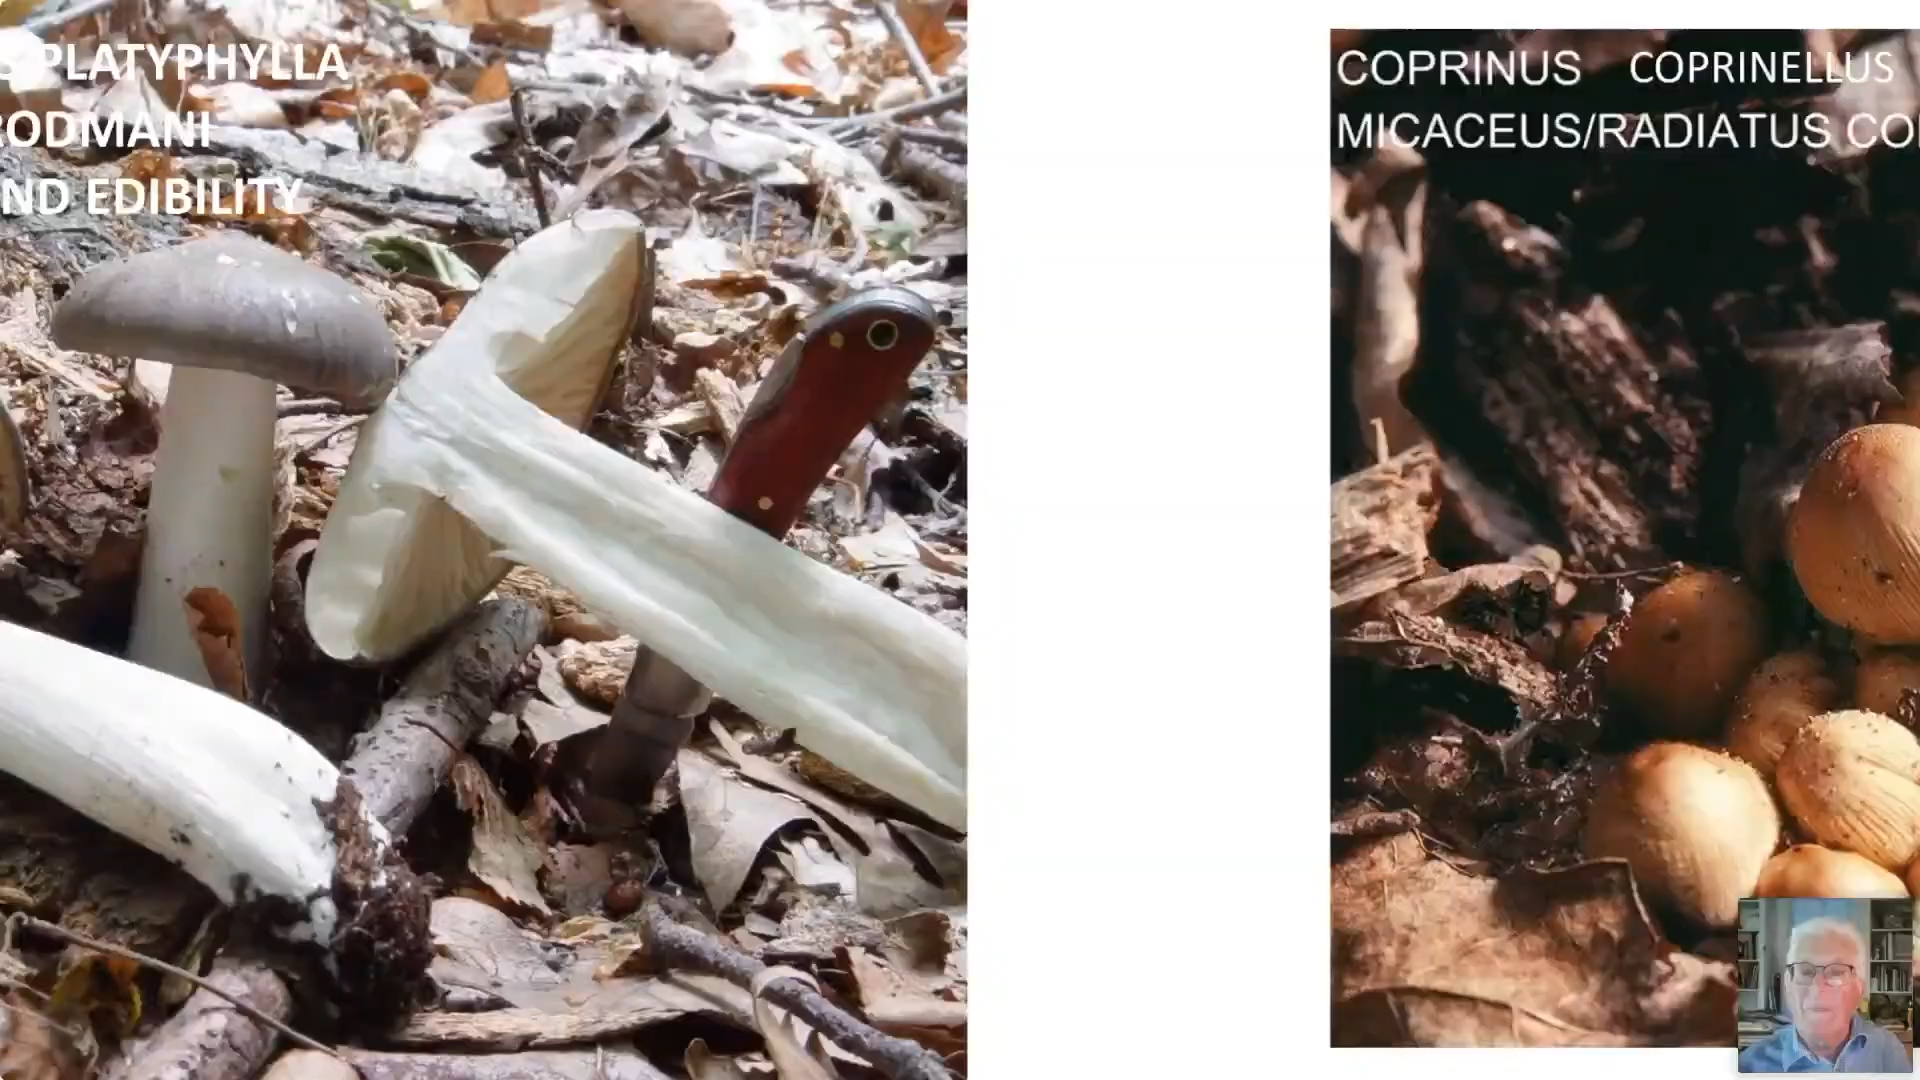 S PLATYPHYLLA
RODMANI
ND EDIBILITY
COPRINUS COPRINELLUS
MICACEUS/RADIATUS CO